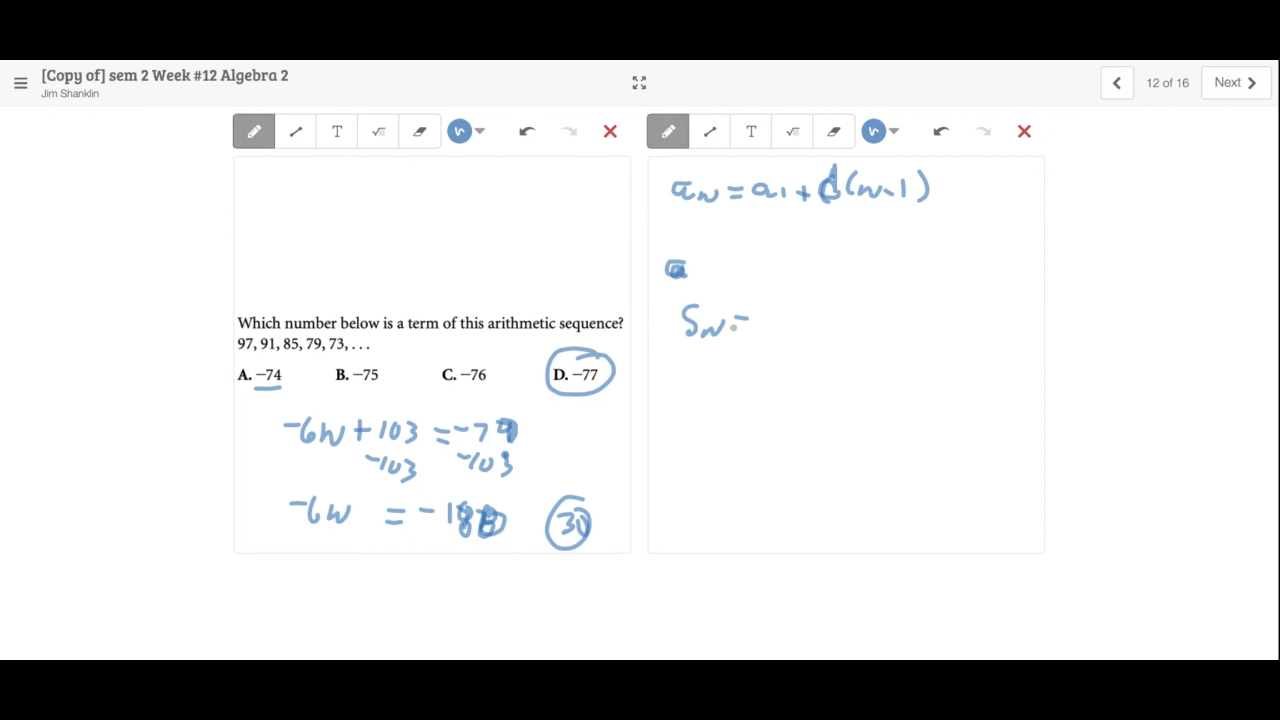 [Copy of] sem 2 Week #12 Algebra 2
Jim Shanklin
12 of 16
Next
T
T
Which number below is a term of this arithmetic sequence?
97, 91, 85, 79, 73, . . .
A. −74 B. −75 C. −76 D. −77
-6n + 103 = -77
-103 -103
-6n = -180
30
an = a1 + d(n-1)
a
Sn =